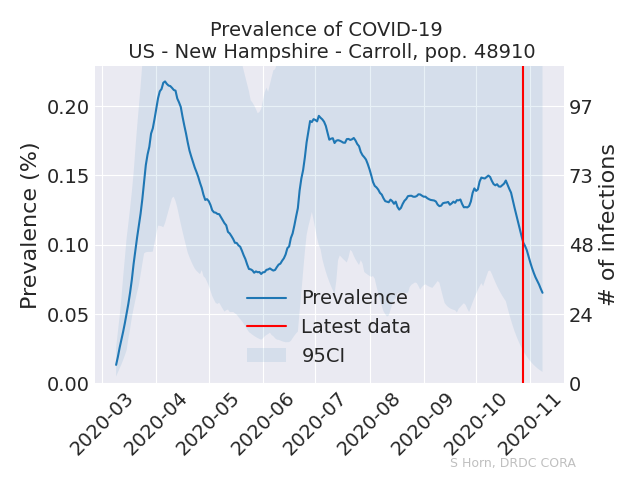 Prevalence of COVID-19
US - New Hampshire - Carroll, pop. 48910
Prevalence (%)
0.20
0.15
0.10
0.05
0.00
97
73
48
24
0
# of infections
Prevalence
Latest data
95CI
2020-03
2020-04
2020-05
2020-06
2020-07
2020-08
2020-09
2020-10
2020-11
S Horn, DRDC CORA